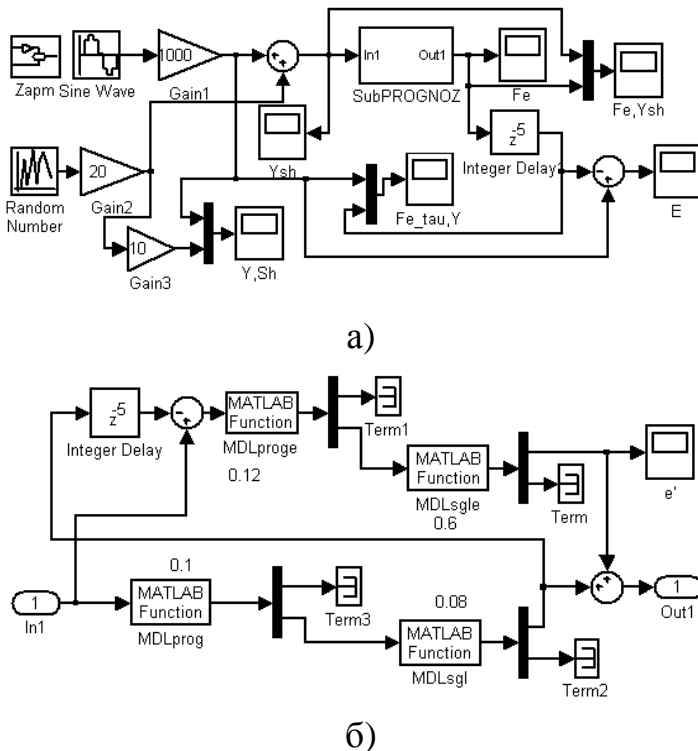 Zapm
Sine Wave
1000
Gain1
In1
Out1
SubPROGNOZ
Fe
Fe,Ysh
Ysh
-5
z
Integer Delay
E
Random
Number
20
Gain2
10
Gain3
Y,Sh
Fe_tau,Y
а)
-5
z
Integer Delay
MATLAB
Function
MDLproge
0.12
Term1
MATLAB
Function
MDLsgle
0.6
Term
e'
1
In1
0.1
MATLAB
Function
MDLprog
Term3
0.08
MATLAB
Function
MDLsgl
Term2
1
Out1
б)